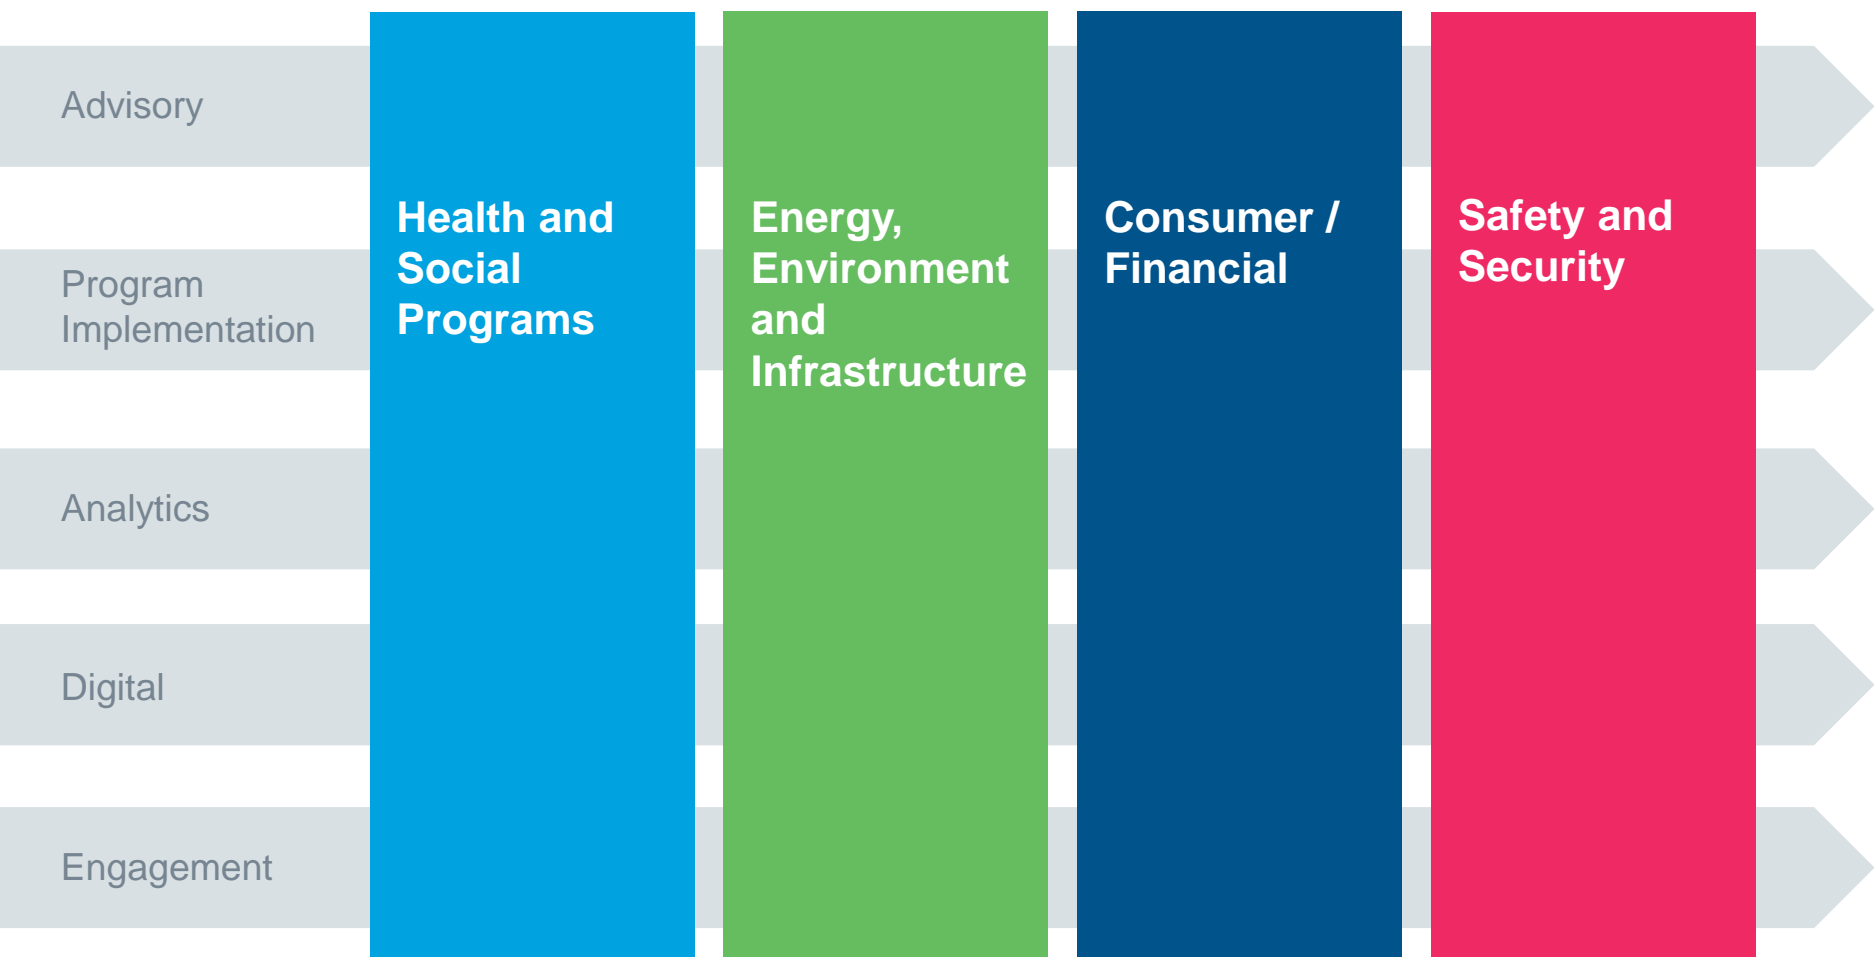 Advisory
Program
Implementation
Analytics
Digital
Engagement
Health and
Social
Programs
Energy,
Environment
and
Infrastructure
Consumer /
Financial
Safety and
Security